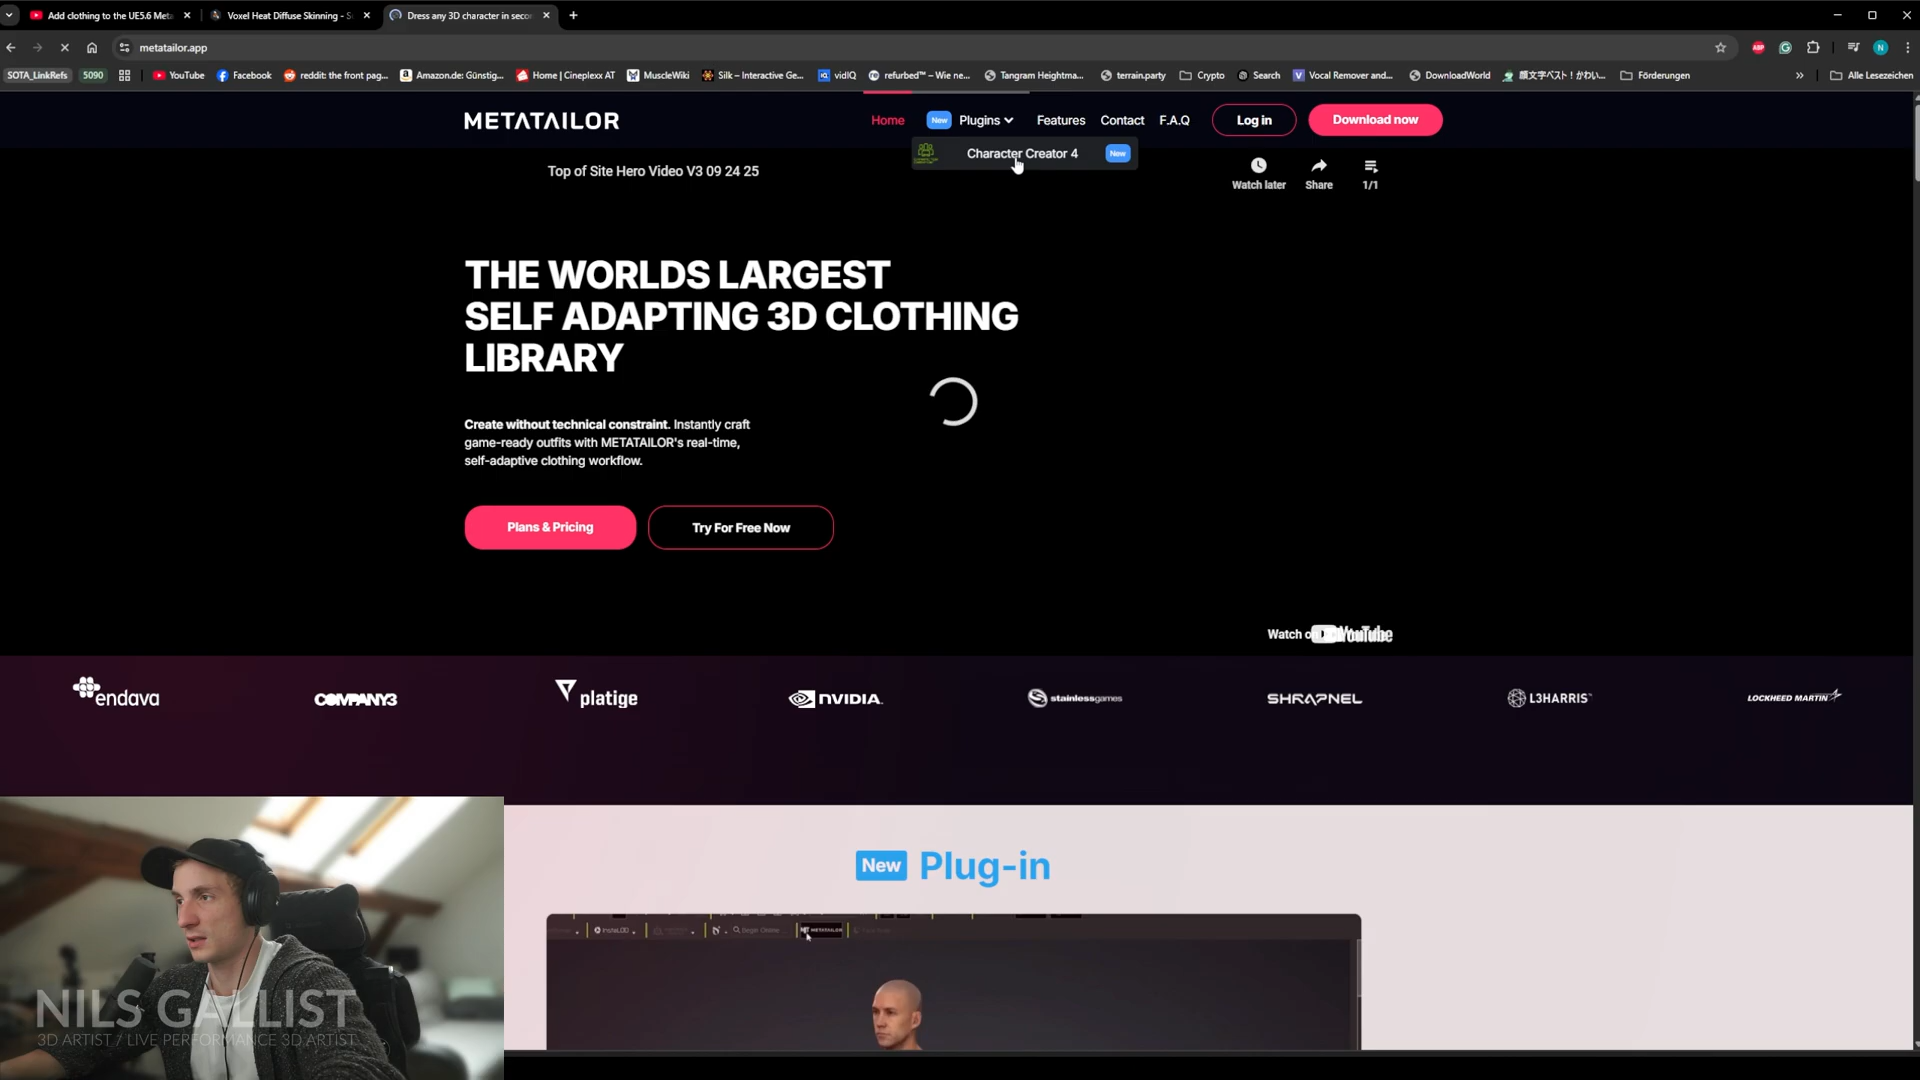 Add clothing to the UE5.6 Meta
Voxel Heat Diffuse Skinning - S
Dress any 3D character in seco
metatailor.app
SOTA_LinkRefs
5090
YouTube
Facebook
reddit: the front pag...
Amazon.de: Günstig...
Home | Cineplexx AT
MuscleWiki
Silk – Interactive Ge...
vidIQ
refurbed™ – Wie ne...
Tangram Heightma...
terrain.party
Crypto
Search
Vocal Remover and...
DownloadWorld
顔文字ベスト！かわい...
Förderungen
»
Alle Lesezeichen
METATAILOR
Home
New
Plugins
Features
Contact
F.A.Q
Log in
Download now
Character Creator 4
New
Top of Site Hero Video V3 09 24 25
Watch later
Share
1/1
THE WORLDS LARGEST
SELF ADAPTING 3D CLOTHING
LIBRARY
Create without technical constraint. Instantly craft
game-ready outfits with METATAILOR's real-time,
self-adaptive clothing workflow.
Plans & Pricing
Try For Free Now
Watch on YouTube
endava
COMPANY3
platige
NVIDIA
stainlessgames
SHRAPNEL
L3HARRIS
LOCKHEED MARTIN
New Plug-in
InstaLOD
METATAILOR
NILS GALLIST
3D ARTIST / LIVE PERFORMANCE 3D ARTIST